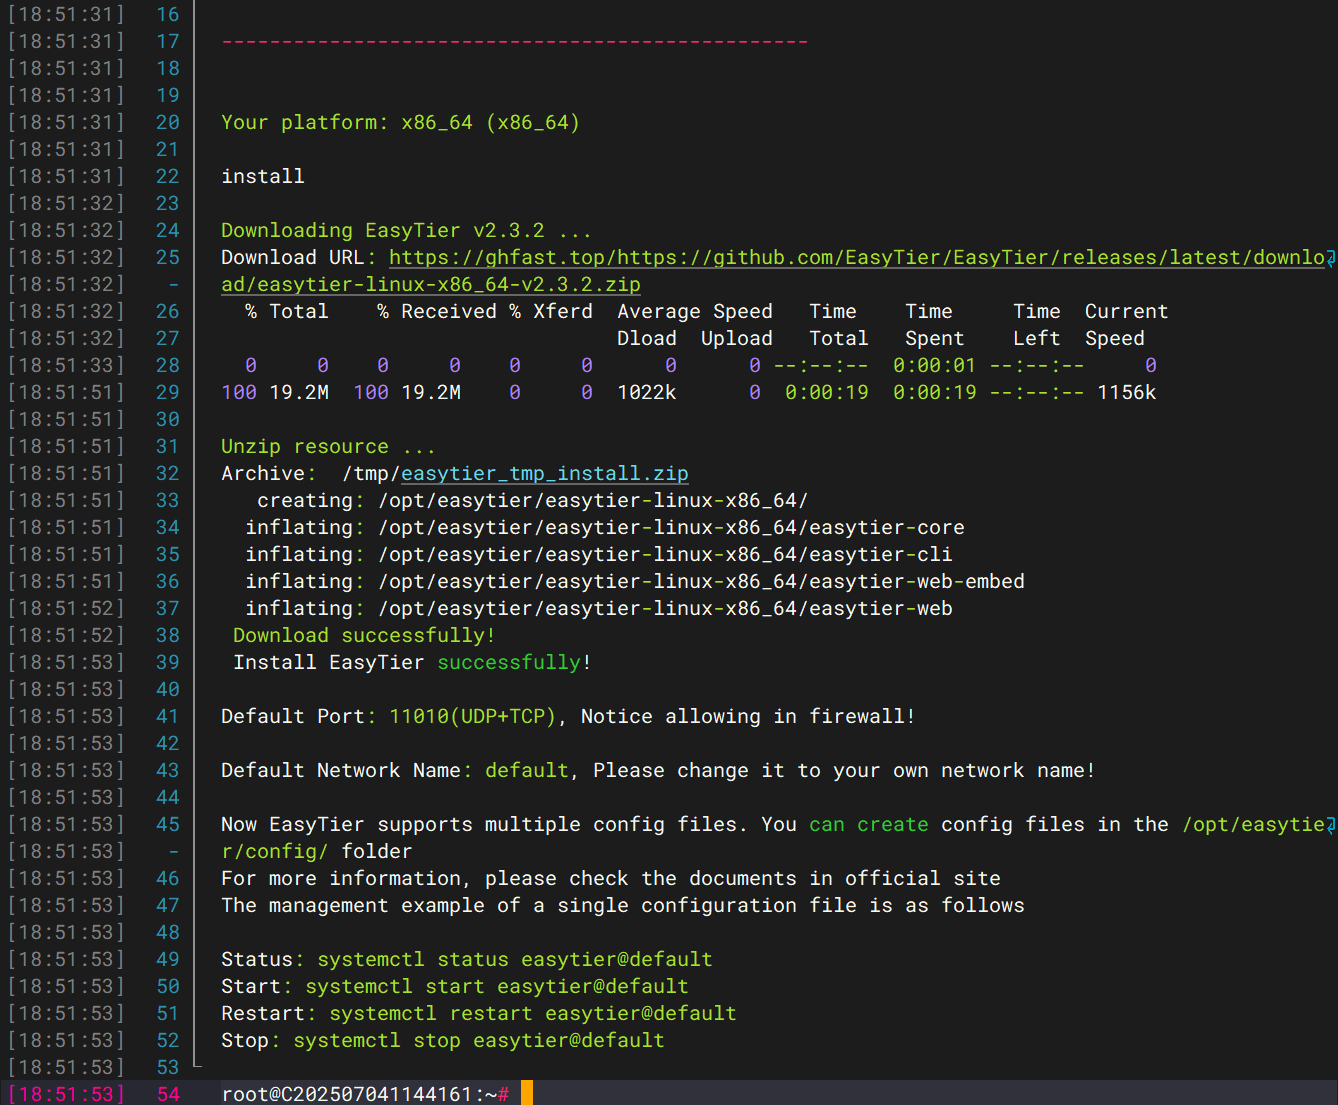 [18:51:31] 16
[18:51:31] 17 -------------------------------------------------
[18:51:31] 18
[18:51:31] 19
[18:51:31] 20 Your platform: x86_64 (x86_64)
[18:51:31] 21
[18:51:31] 22 install
[18:51:32] 23
[18:51:32] 24 Downloading EasyTier v2.3.2 ...
[18:51:32] 25 Download URL: https://ghfast.top/https://github.com/EasyTier/EasyTier/releases/latest/downlo
[18:51:32] - ad/easytier-linux-x86_64-v2.3.2.zip
[18:51:32] 26   % Total    % Received % Xferd  Average Speed   Time    Time     Time  Current
[18:51:32] 27                                  Dload  Upload   Total   Spent    Left  Speed
[18:51:33] 28   0     0    0     0    0     0      0      0 --:--:--  0:00:01 --:--:--     0
[18:51:51] 29 100 19.2M  100 19.2M    0     0  1022k      0  0:00:19  0:00:19 --:--:-- 1156k
[18:51:51] 30
[18:51:51] 31 Unzip resource ...
[18:51:51] 32 Archive:  /tmp/easytier_tmp_install.zip
[18:51:51] 33    creating: /opt/easytier/easytier-linux-x86_64/
[18:51:51] 34   inflating: /opt/easytier/easytier-linux-x86_64/easytier-core
[18:51:51] 35   inflating: /opt/easytier/easytier-linux-x86_64/easytier-cli
[18:51:51] 36   inflating: /opt/easytier/easytier-linux-x86_64/easytier-web-embed
[18:51:52] 37   inflating: /opt/easytier/easytier-linux-x86_64/easytier-web
[18:51:52] 38  Download successfully!
[18:51:53] 39  Install EasyTier successfully!
[18:51:53] 40
[18:51:53] 41 Default Port: 11010(UDP+TCP), Notice allowing in firewall!
[18:51:53] 42
[18:51:53] 43 Default Network Name: default, Please change it to your own network name!
[18:51:53] 44
[18:51:53] 45 Now EasyTier supports multiple config files. You can create config files in the /opt/easytie
[18:51:53] - r/config/ folder
[18:51:53] 46 For more information, please check the documents in official site
[18:51:53] 47 The management example of a single configuration file is as follows
[18:51:53] 48
[18:51:53] 49 Status: systemctl status easytier@default
[18:51:53] 50 Start: systemctl start easytier@default
[18:51:53] 51 Restart: systemctl restart easytier@default
[18:51:53] 52 Stop: systemctl stop easytier@default
[18:51:53] 53
[18:51:53] 54 root@C202507041144161:~#